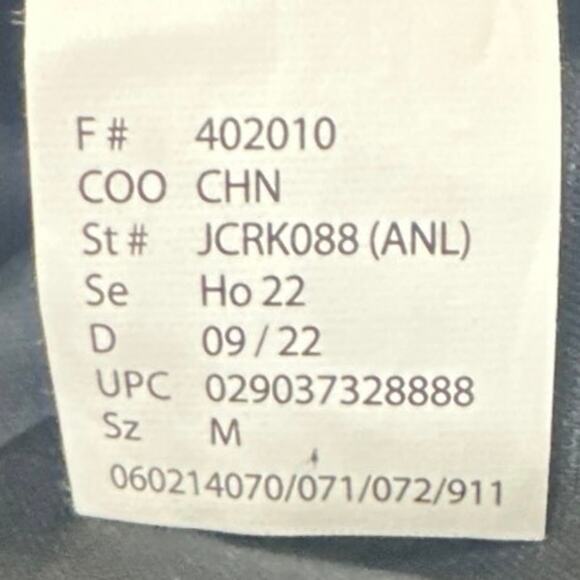 F # 402010
COO CHN
St # JCRK088 (ANL)
Se Ho 22
D 09 / 22
UPC 029037328888
Sz M
060214070/071/072/911